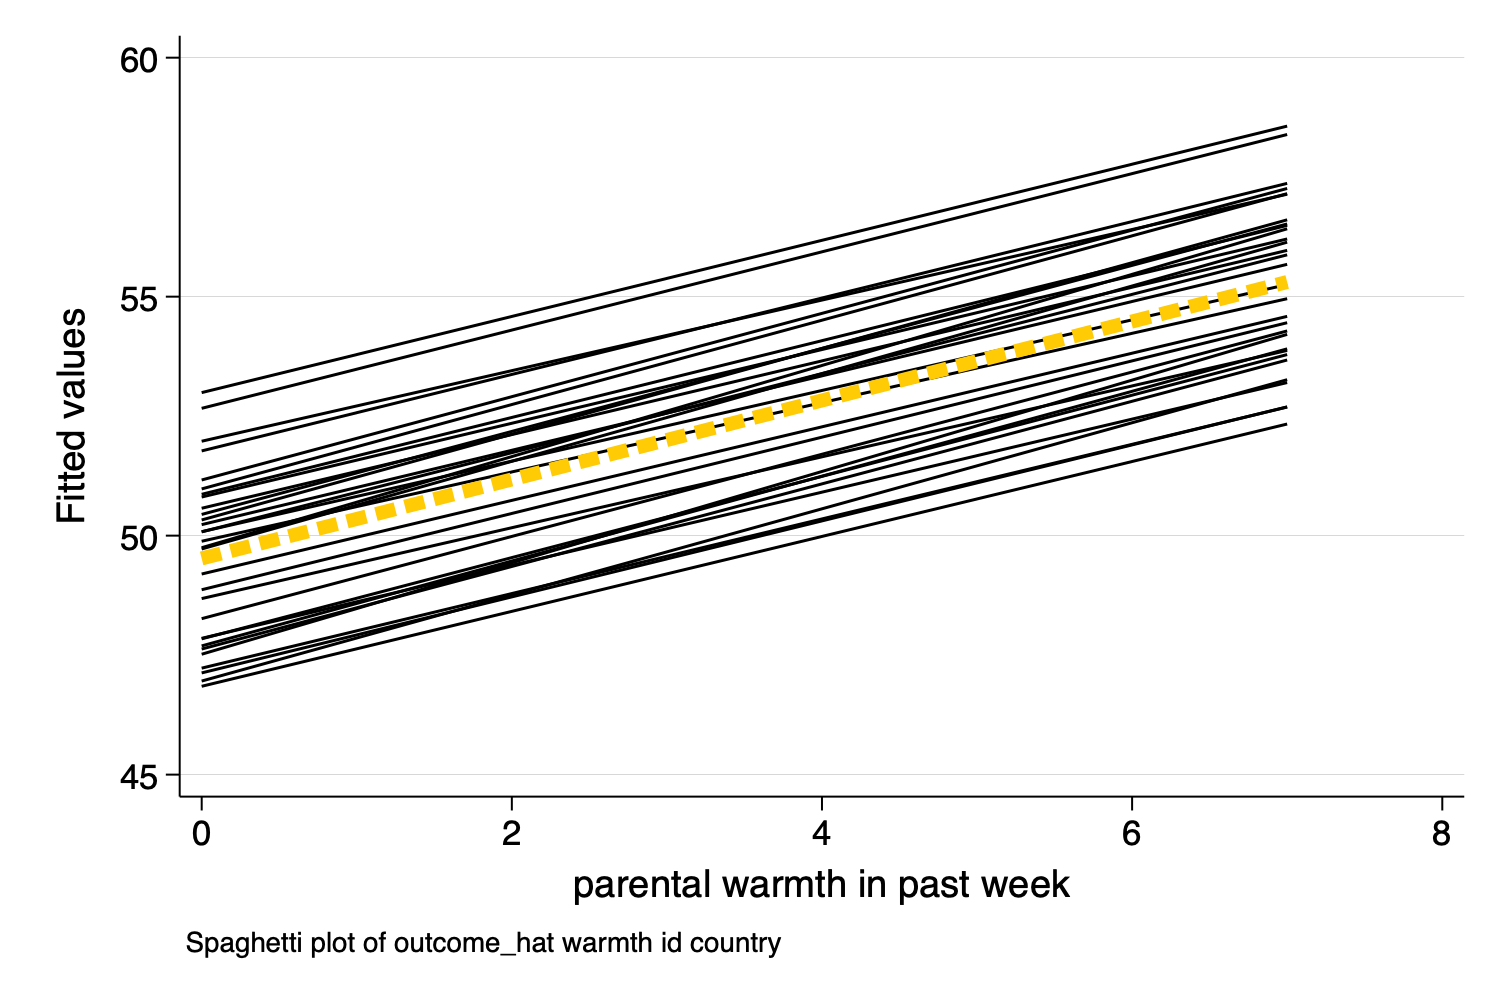 60
55
50
45
Fitted values
0 2 4 6 8
parental warmth in past week
Spaghetti plot of outcome_hat warmth id country